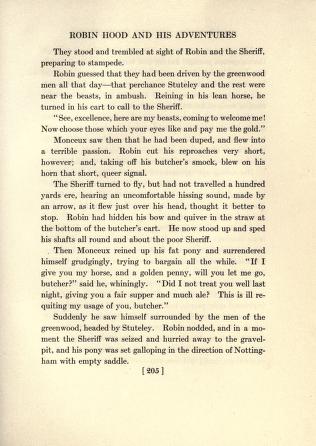 ROBIN HOOD AND HIS ADVENTURES
They stood and trembled at sight of Robin and the Sheriff,
preparing to stampede.
Robin guessed that they had been driven by the greenwood
men all that day—that perchance Stuteley and the rest were
near the beasts, in ambush. Reining in his lean horse, he
turned in his cart to call to the Sheriff.
"See, excellence, here are my beasts, coming to welcome me!
Now choose those which your eyes like and pay me the gold."
Monceux saw then that he had been duped, and flew into
a terrible passion. Robin cut his reproaches very short,
however; and, taking off his butcher's smock, blew on his
horn that short, queer signal.
The Sheriff turned to fly, but had not travelled a hundred
yards ere, hearing an uncomfortable hissing sound, made by
an arrow, as it flew just over his head, thought it better to
stop. Robin had hidden his bow and quiver in the straw at
the bottom of the butcher's cart. He now stood up and sped
his shafts all round and about the poor Sheriff.
Then Monceux reined up his fat pony and surrendered
himself grudgingly, trying to bargain all the while. "If I
give you my horse, and a golden penny, will you let me go,
butcher?" said he, whiningly. "Did I not treat you well last
night, giving you a fair supper and much ale? This is ill re-
quiting my usage of you, butcher."
Suddenly he saw himself surrounded by the men of the
greenwood, headed by Stuteley. Robin nodded, and in a mo-
ment the Sheriff was seized and hurried away to the gravel-
pit, and his pony was set galloping in the direction of Notting-
ham with empty saddle.
[ 205 ]